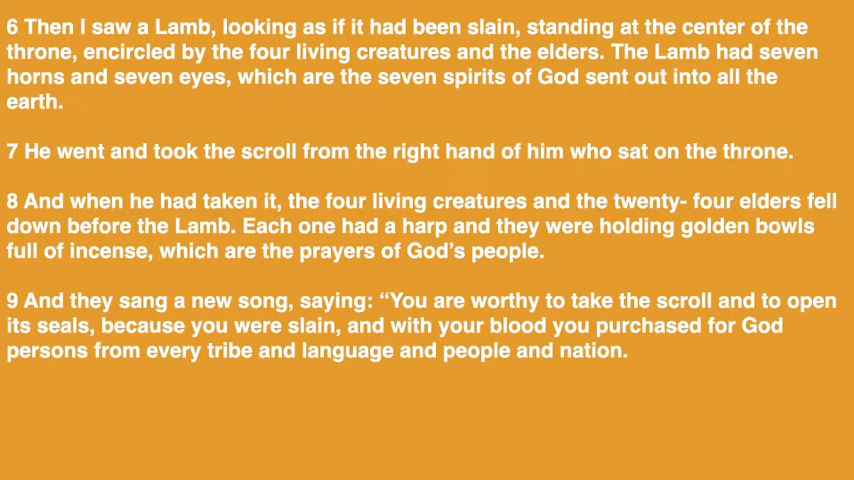 6 Then I saw a Lamb, looking as if it had been slain, standing at the center of the
throne, encircled by the four living creatures and the elders. The Lamb had seven
horns and seven eyes, which are the seven spirits of God sent out into all the
earth.
7 He went and took the scroll from the right hand of him who sat on the throne.
8 And when he had taken it, the four living creatures and the twenty- four elders fell
down before the Lamb. Each one had a harp and they were holding golden bowls
full of incense, which are the prayers of God’s people.
9 And they sang a new song, saying: “You are worthy to take the scroll and to open
its seals, because you were slain, and with your blood you purchased for God
persons from every tribe and language and people and nation.